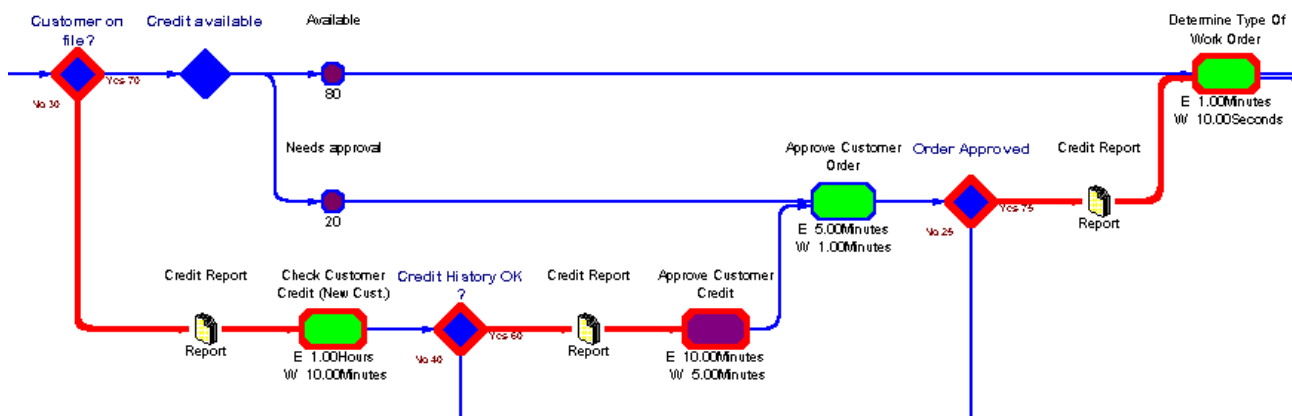 Customer on
file?
Credit available
Available
Determine Type Of
Work Order
Yes 70
No 30
80
E 1.00Minutes
W 10.00Seconds
Needs approval
Approve Customer
Order
Order Approved
Credit Report
20
Yes 75
No 25
Report
E 5.00Minutes
W 1.00Minutes
Credit Report
Check Customer
Credit (New Cust.)
Credit History OK
?
Credit Report
Approve Customer
Credit
Report
Yes 60
No 40
Report
E 1.00Hours
W 10.00Minutes
E 10.00Minutes
W 5.00Minutes